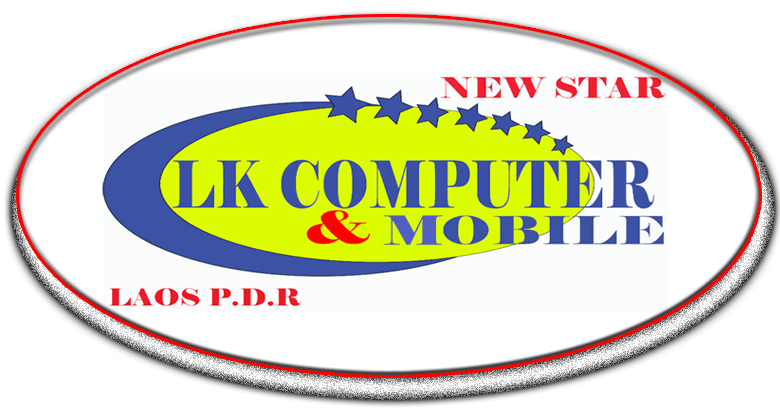 NEW STAR
LK COMPUTER
& MOBILE
LAOS P.D.R